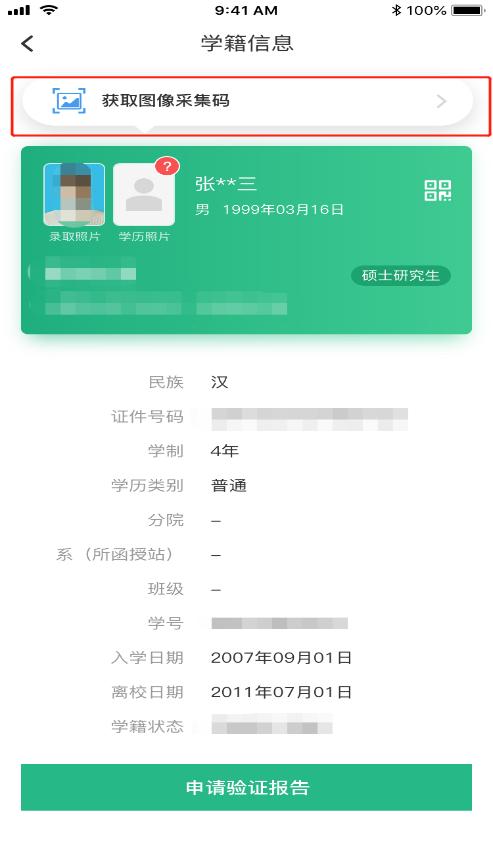 9:41 AM 100%
学籍信息
获取图像采集码
?
张**三
男 1999年03月16日
录取照片 学历照片
硕士研究生
民族 汉
证件号码
学制 4年
学历类别 普通
分院 –
系（所函授站） –
班级 –
学号
入学日期 2007年09月01日
离校日期 2011年07月01日
学籍状态
申请验证报告